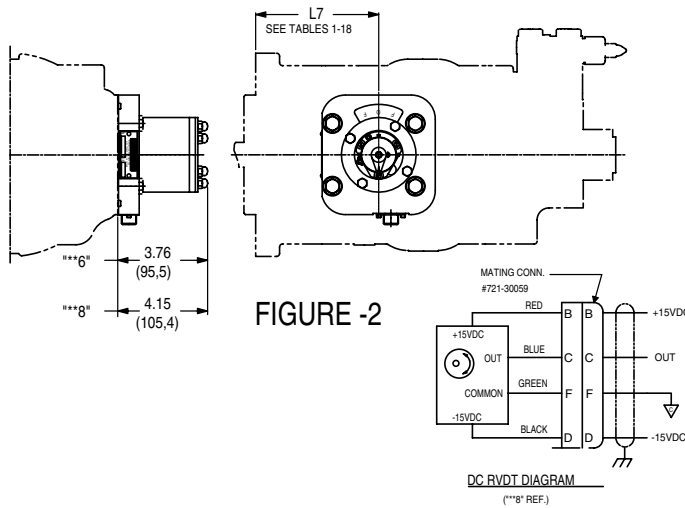 L7
SEE TABLES 1-18
F O F
"**6" 3.76
(95,5)
"**8" 4.15
(105,4)
FIGURE -2
MATING CONN.
#721-30059
RED
BLUE
GREEN
BLACK
+15VDC
OUT
COMMON
-15VDC
B B
C C
F F
D D
+15VDC
OUT
C
-15VDC
DC RVDT DIAGRAM
("**8" REF.)